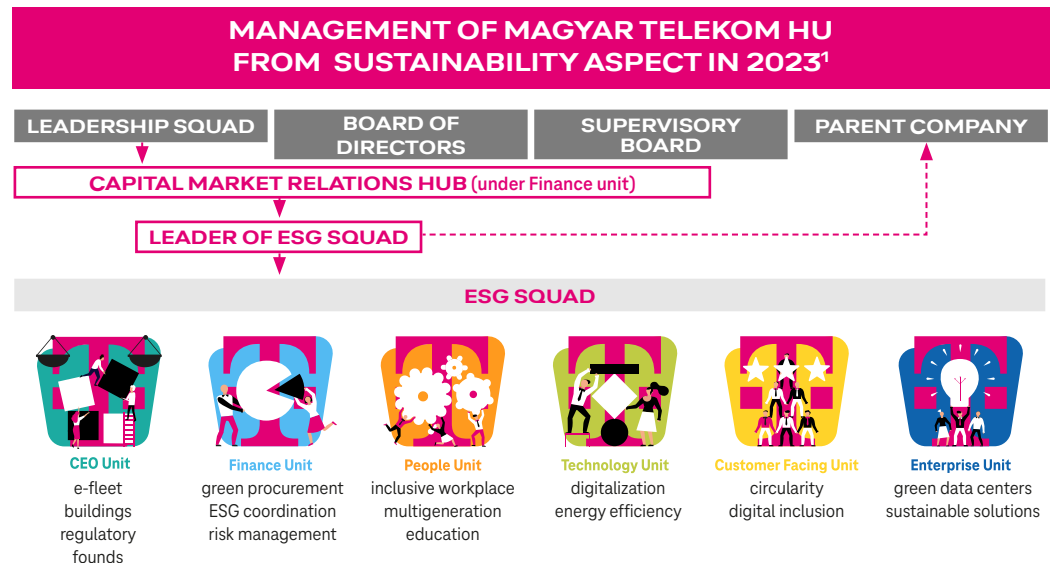 MANAGEMENT OF MAGYAR TELEKOM HU
FROM SUSTAINABILITY ASPECT IN 2023¹
LEADERSHIP SQUAD
BOARD OF
DIRECTORS
SUPERVISORY
BOARD
PARENT COMPANY
CAPITAL MARKET RELATIONS HUB (under Finance unit)
LEADER OF ESG SQUAD
ESG SQUAD
CEO Unit
e-fleet
buildings
regulatory
founds
Finance Unit
green procurement
ESG coordination
risk management
People Unit
inclusive workplace
multigeneration
education
Technology Unit
digitalization
energy efficiency
Customer Facing Unit
circularity
digital inclusion
Enterprise Unit
green data centers
sustainable solutions